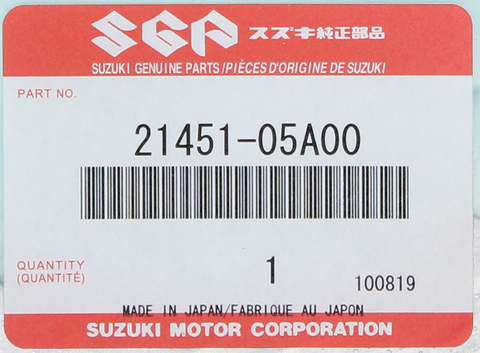 SGP スズキ純正部品
SUZUKI GENUINE PARTS/PIÈCES D'ORIGINE DE SUZUKI
PART NO.
21451-05A00
QUANTITY
(QUANTITÉ)
1
100819
MADE IN JAPAN/FABRIQUE AU JAPON
SUZUKI MOTOR CORPORATION